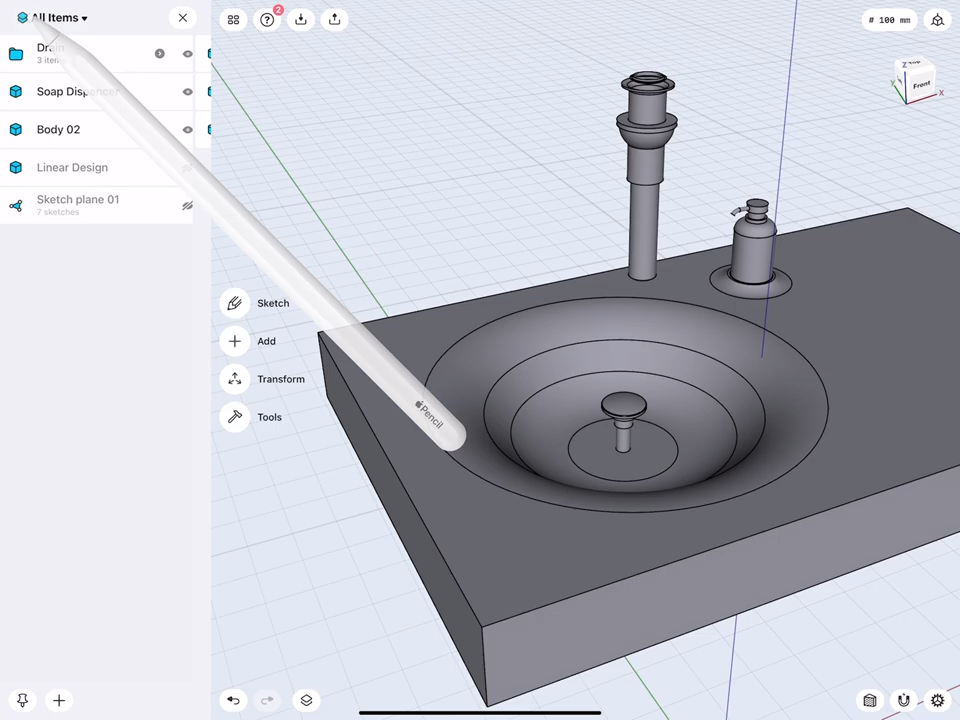 All Items
2
# 100 mm
Drain
3 items
Front
Soap Dispenser
Body 02
Linear Design
Sketch plane 01
7 sketches
Sketch
Add
Transform
Tools
Pencil
Z
Y
X